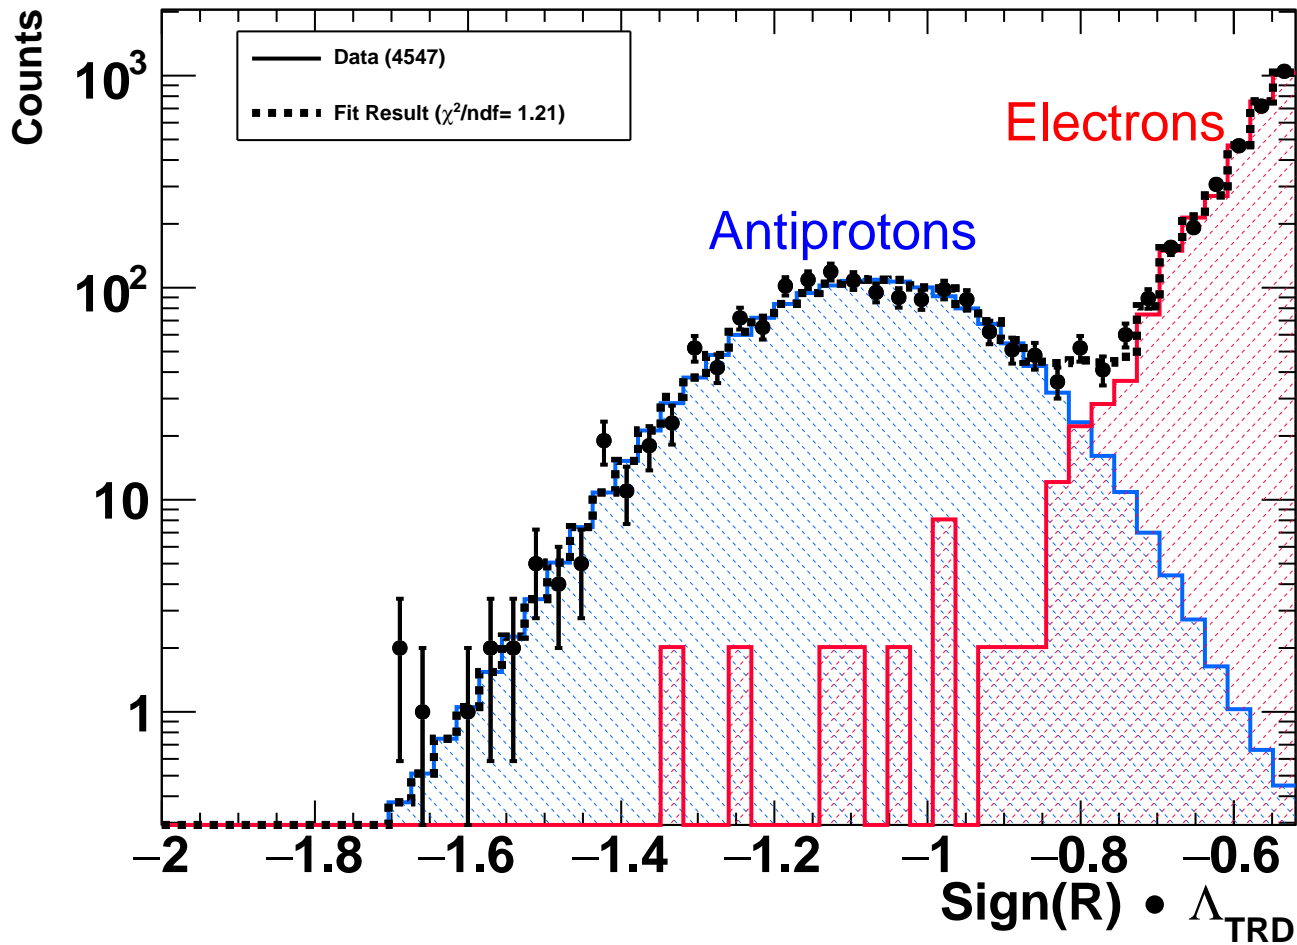 Counts
10³
10²
10
1
Data (4547)
Fit Result (χ²/ndf= 1.21)
Electrons
Antiprotons
−2 −1.8 −1.6 −1.4 −1.2 −1 −0.8 −0.6
Sign(R) • Λ_TRD